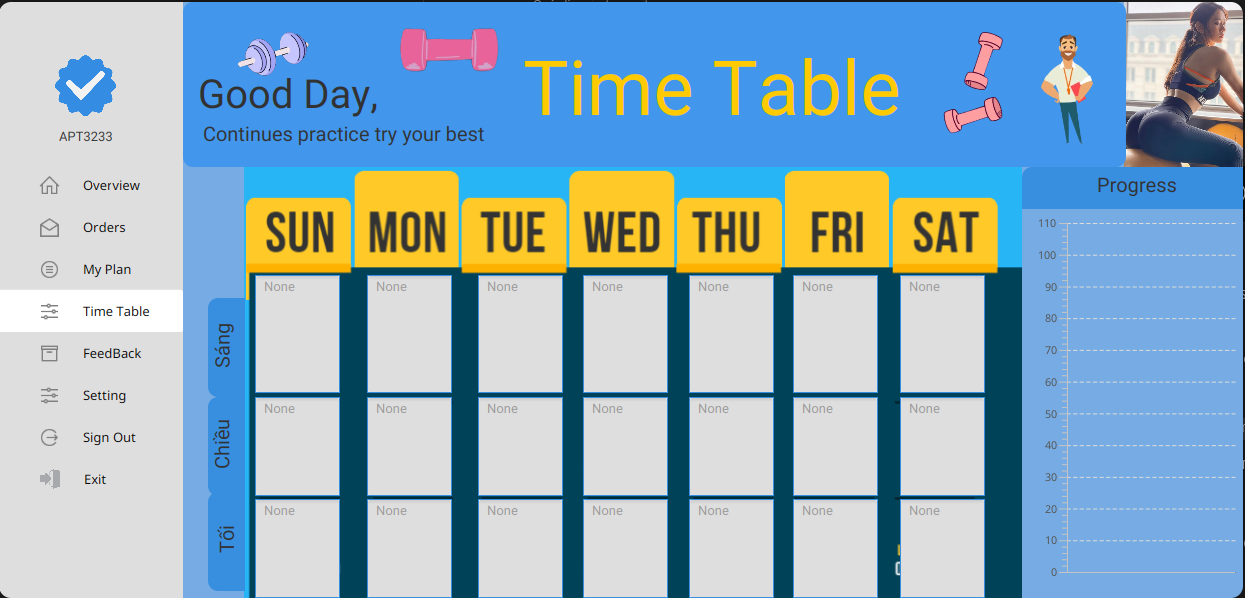 APT3233
Overview
Orders
My Plan
Time Table
FeedBack
Setting
Sign Out
Exit
Good Day,
Continues practice try your best
Time Table
SUN MON TUE WED THU FRI SAT
Sáng
None None None None None None None
Chiều
None None None None None None None
Tối
None None None None None None None
Progress
110
100
90
80
70
60
50
40
30
20
10
0